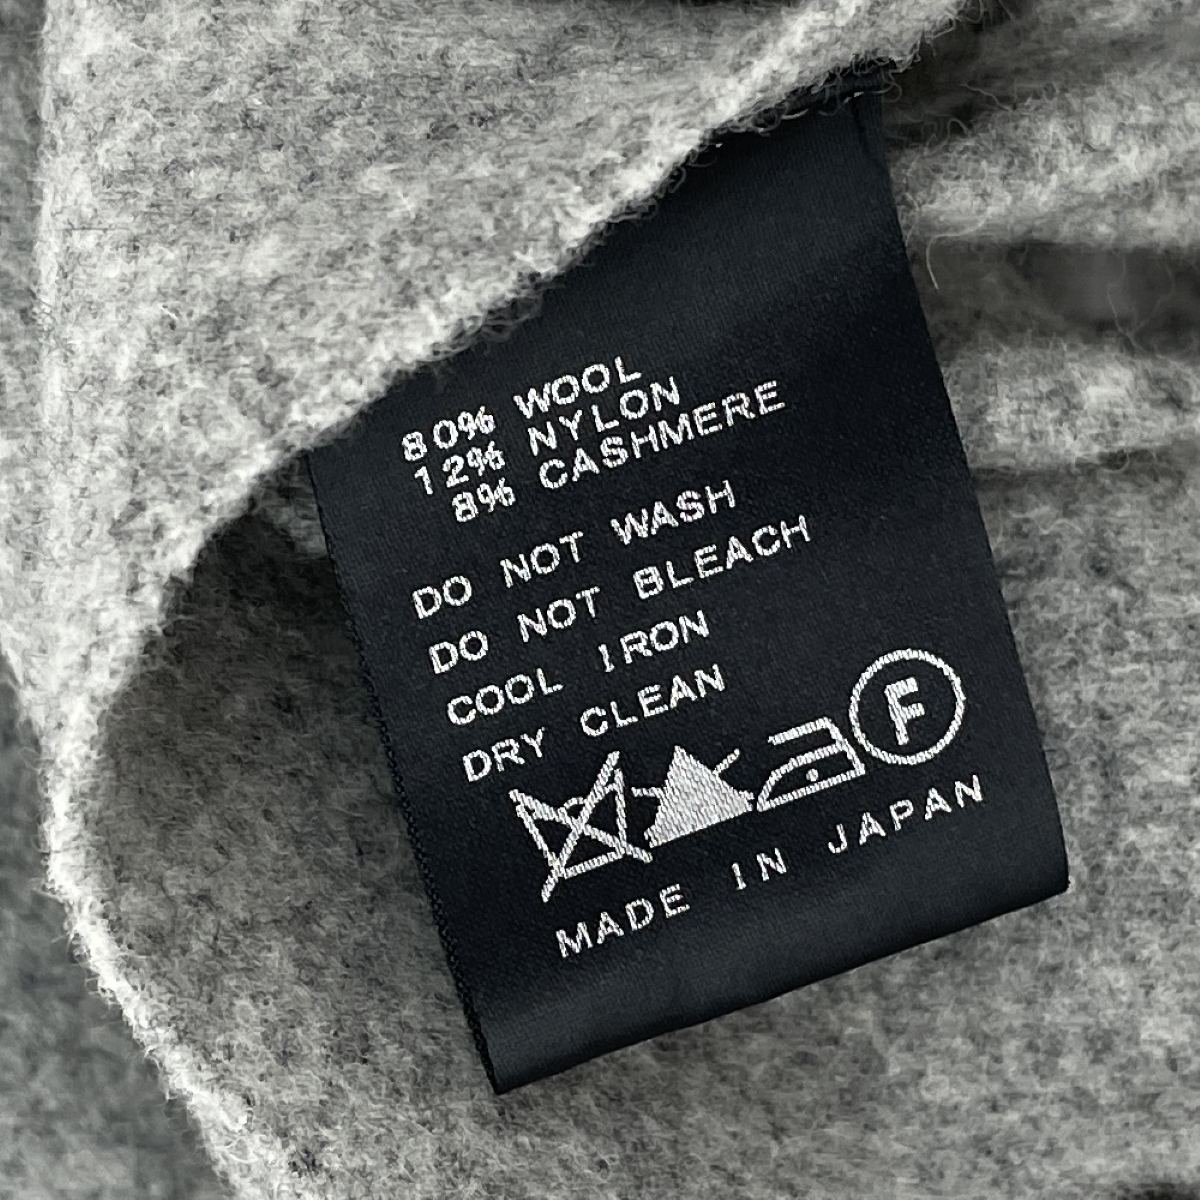 80% WOOL
12% NYLON
8% CASHMERE
DO NOT WASH
DO NOT BLEACH
COOL IRON
DRY CLEAN
F
MADE IN JAPAN